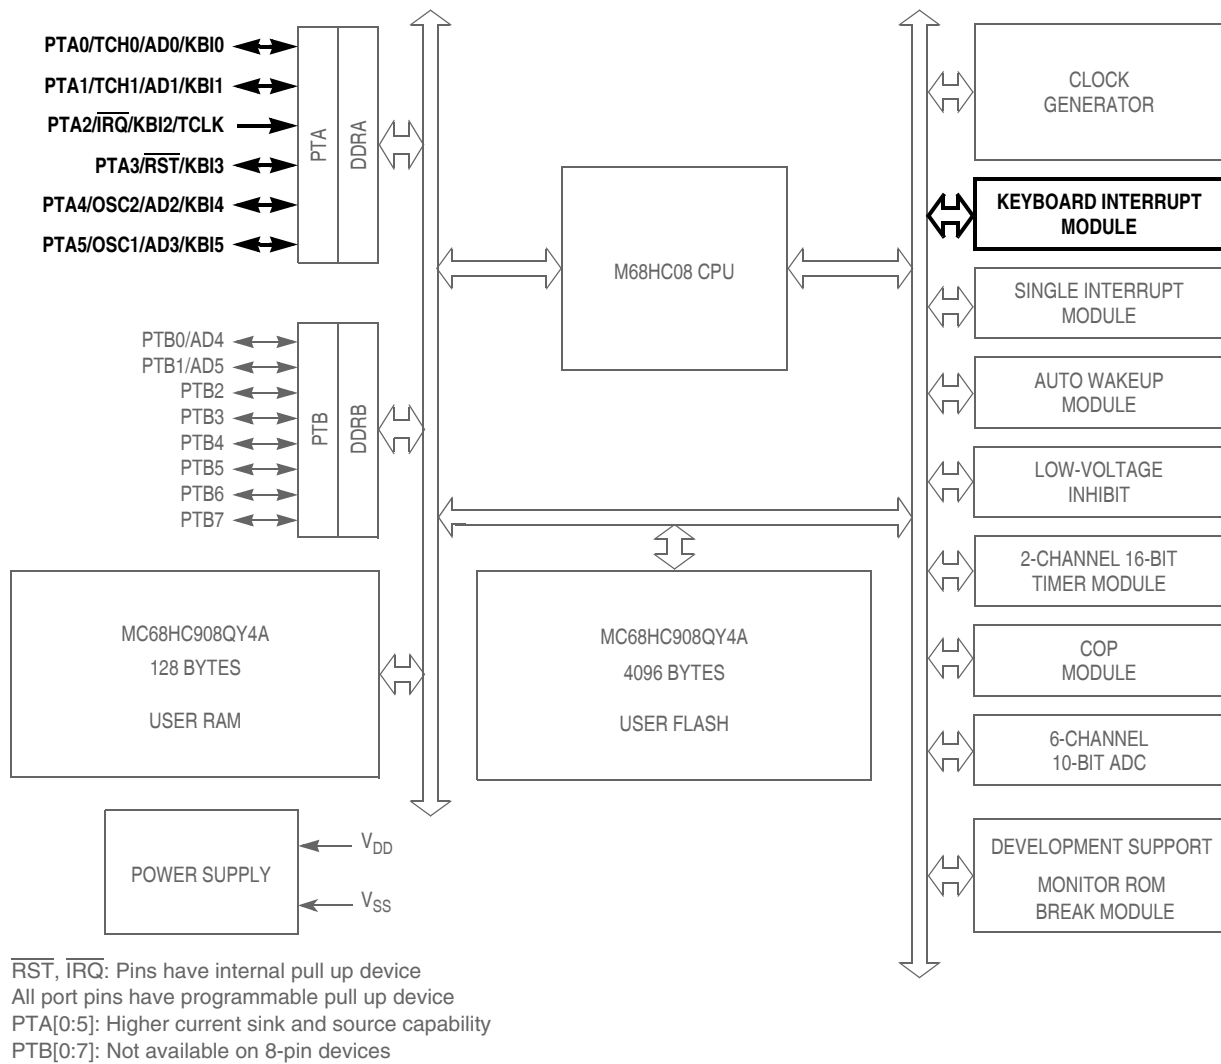 PTA0/TCH0/AD0/KBI0
PTA1/TCH1/AD1/KBI1
PTA2/IRQ/KBI2/TCLK
PTA3/RST/KBI3
PTA4/OSC2/AD2/KBI4
PTA5/OSC1/AD3/KBI5
PTA
DDRA
PTB0/AD4
PTB1/AD5
PTB2
PTB3
PTB4
PTB5
PTB6
PTB7
PTB
DDRB
M68HC08 CPU
CLOCK
GENERATOR
KEYBOARD INTERRUPT
MODULE
SINGLE INTERRUPT
MODULE
AUTO WAKEUP
MODULE
LOW-VOLTAGE
INHIBIT
2-CHANNEL 16-BIT
TIMER MODULE
COP
MODULE
6-CHANNEL
10-BIT ADC
DEVELOPMENT SUPPORT
MONITOR ROM
BREAK MODULE
MC68HC908QY4A
128 BYTES
USER RAM
MC68HC908QY4A
4096 BYTES
USER FLASH
POWER SUPPLY
VDD
VSS
RST, IRQ: Pins have internal pull up device
All port pins have programmable pull up device
PTA[0:5]: Higher current sink and source capability
PTB[0:7]: Not available on 8-pin devices